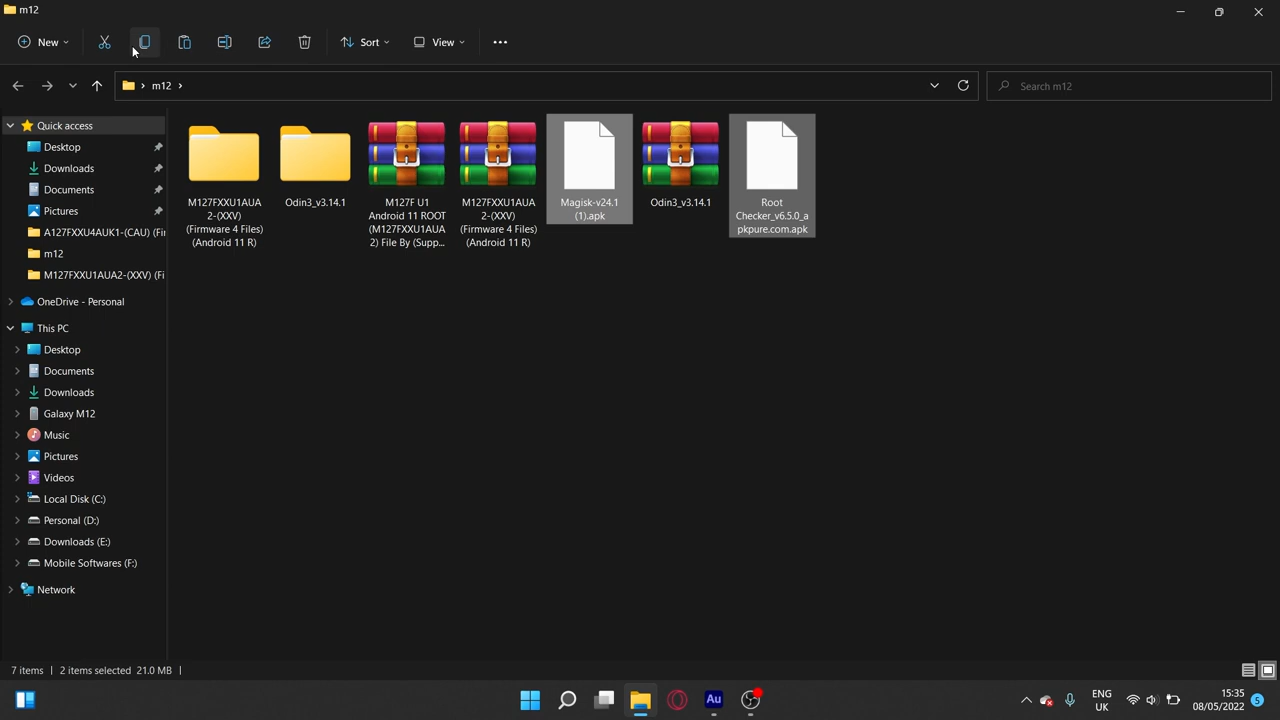 m12
New
Sort
View
m12
Search m12
Quick access
Desktop
Downloads
Documents
Pictures
A127FXXU4AUK1-(CAU) (Fir
m12
M127FXXU1AUA2-(XXV) (Fi
OneDrive - Personal
This PC
Desktop
Documents
Downloads
Galaxy M12
Music
Pictures
Videos
Local Disk (C:)
Personal (D:)
Downloads (E:)
Mobile Softwares (F:)
Network
M127FXXU1AUA
2-(XXV)
(Firmware 4 Files)
(Android 11 R)
Odin3_v3.14.1
M127F U1
Android 11 ROOT
(M127FXXU1AUA
2) File By (Supp...
M127FXXU1AUA
2-(XXV)
(Firmware 4 Files)
(Android 11 R)
Magisk-v24.1
(1).apk
Odin3_v3.14.1
Root
Checker_v6.5.0_a
pkpure.com.apk
7 items
2 items selected 21.0 MB
Au
ENG
UK
15:35
08/05/2022
5